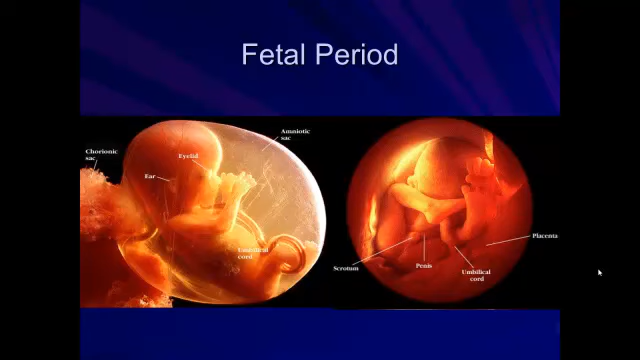 Fetal Period
Chorionic
sac
Ear
Eyelid
Amniotic
sac
Umbilical
cord
Scrotum
Penis
Umbilical
cord
Placenta